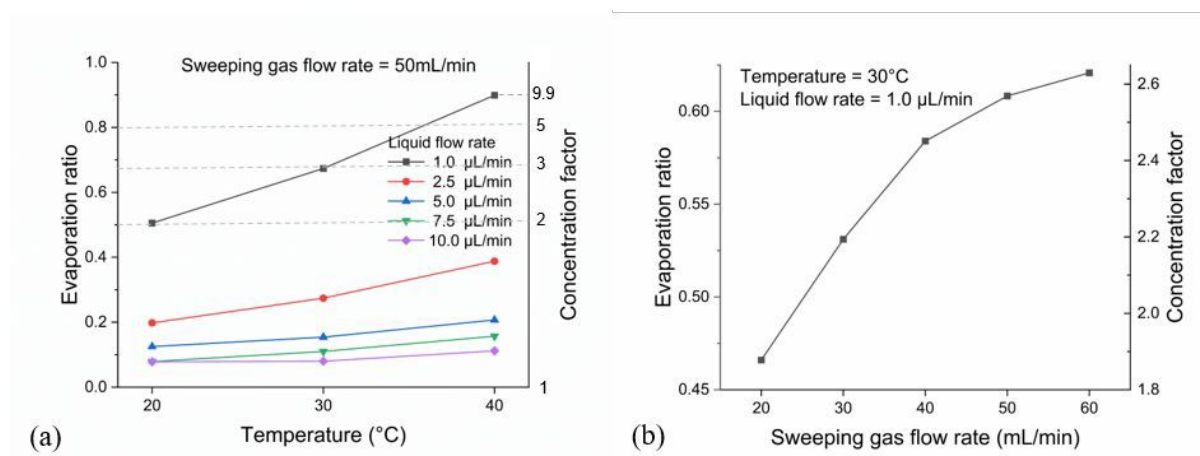 Sweeping gas flow rate = 50mL/min
Evaporation ratio
1.0
0.8
0.6
0.4
0.2
0.0
Liquid flow rate
1.0 µL/min
2.5 µL/min
5.0 µL/min
7.5 µL/min
10.0 µL/min
9.9
5
3
2
1
Concentration factor
20
30
40
Temperature (°C)
(a)
Temperature = 30°C
Liquid flow rate = 1.0 µL/min
Evaporation ratio
0.60
0.55
0.50
0.45
2.6
2.4
2.2
2.0
1.8
Concentration factor
20
30
40
50
60
Sweeping gas flow rate (mL/min)
(b)